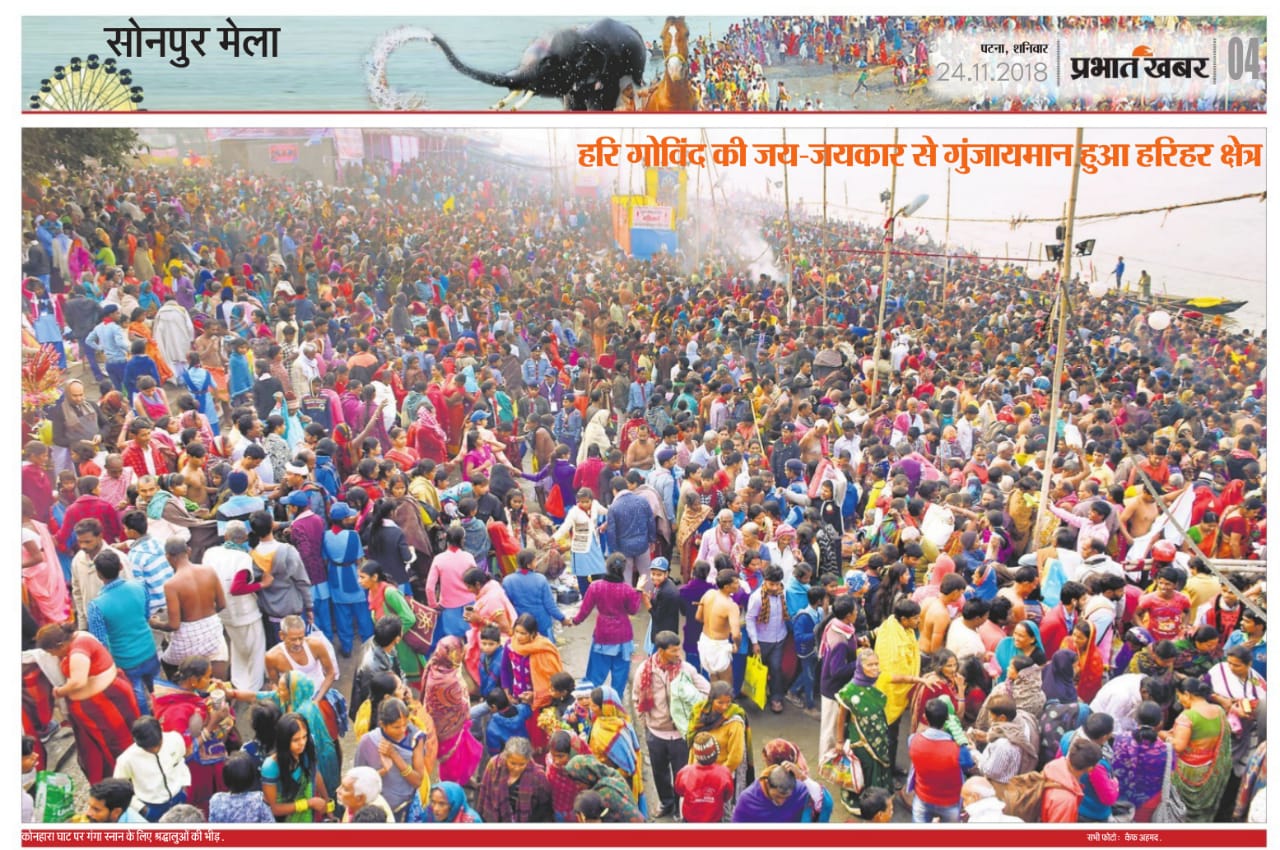 सोनपुर मेला
पटना, शनिवार
24.11.2018
प्रभात खबर
04
हरि गोविंद की जय-जयकार से गुंजायमान हुआ हरिहर क्षेत्र
कोनहारा घाट पर गंगा स्नान के लिए श्रद्धालुओं की भीड़ .
सभी फोटो : कैफ अहमद .